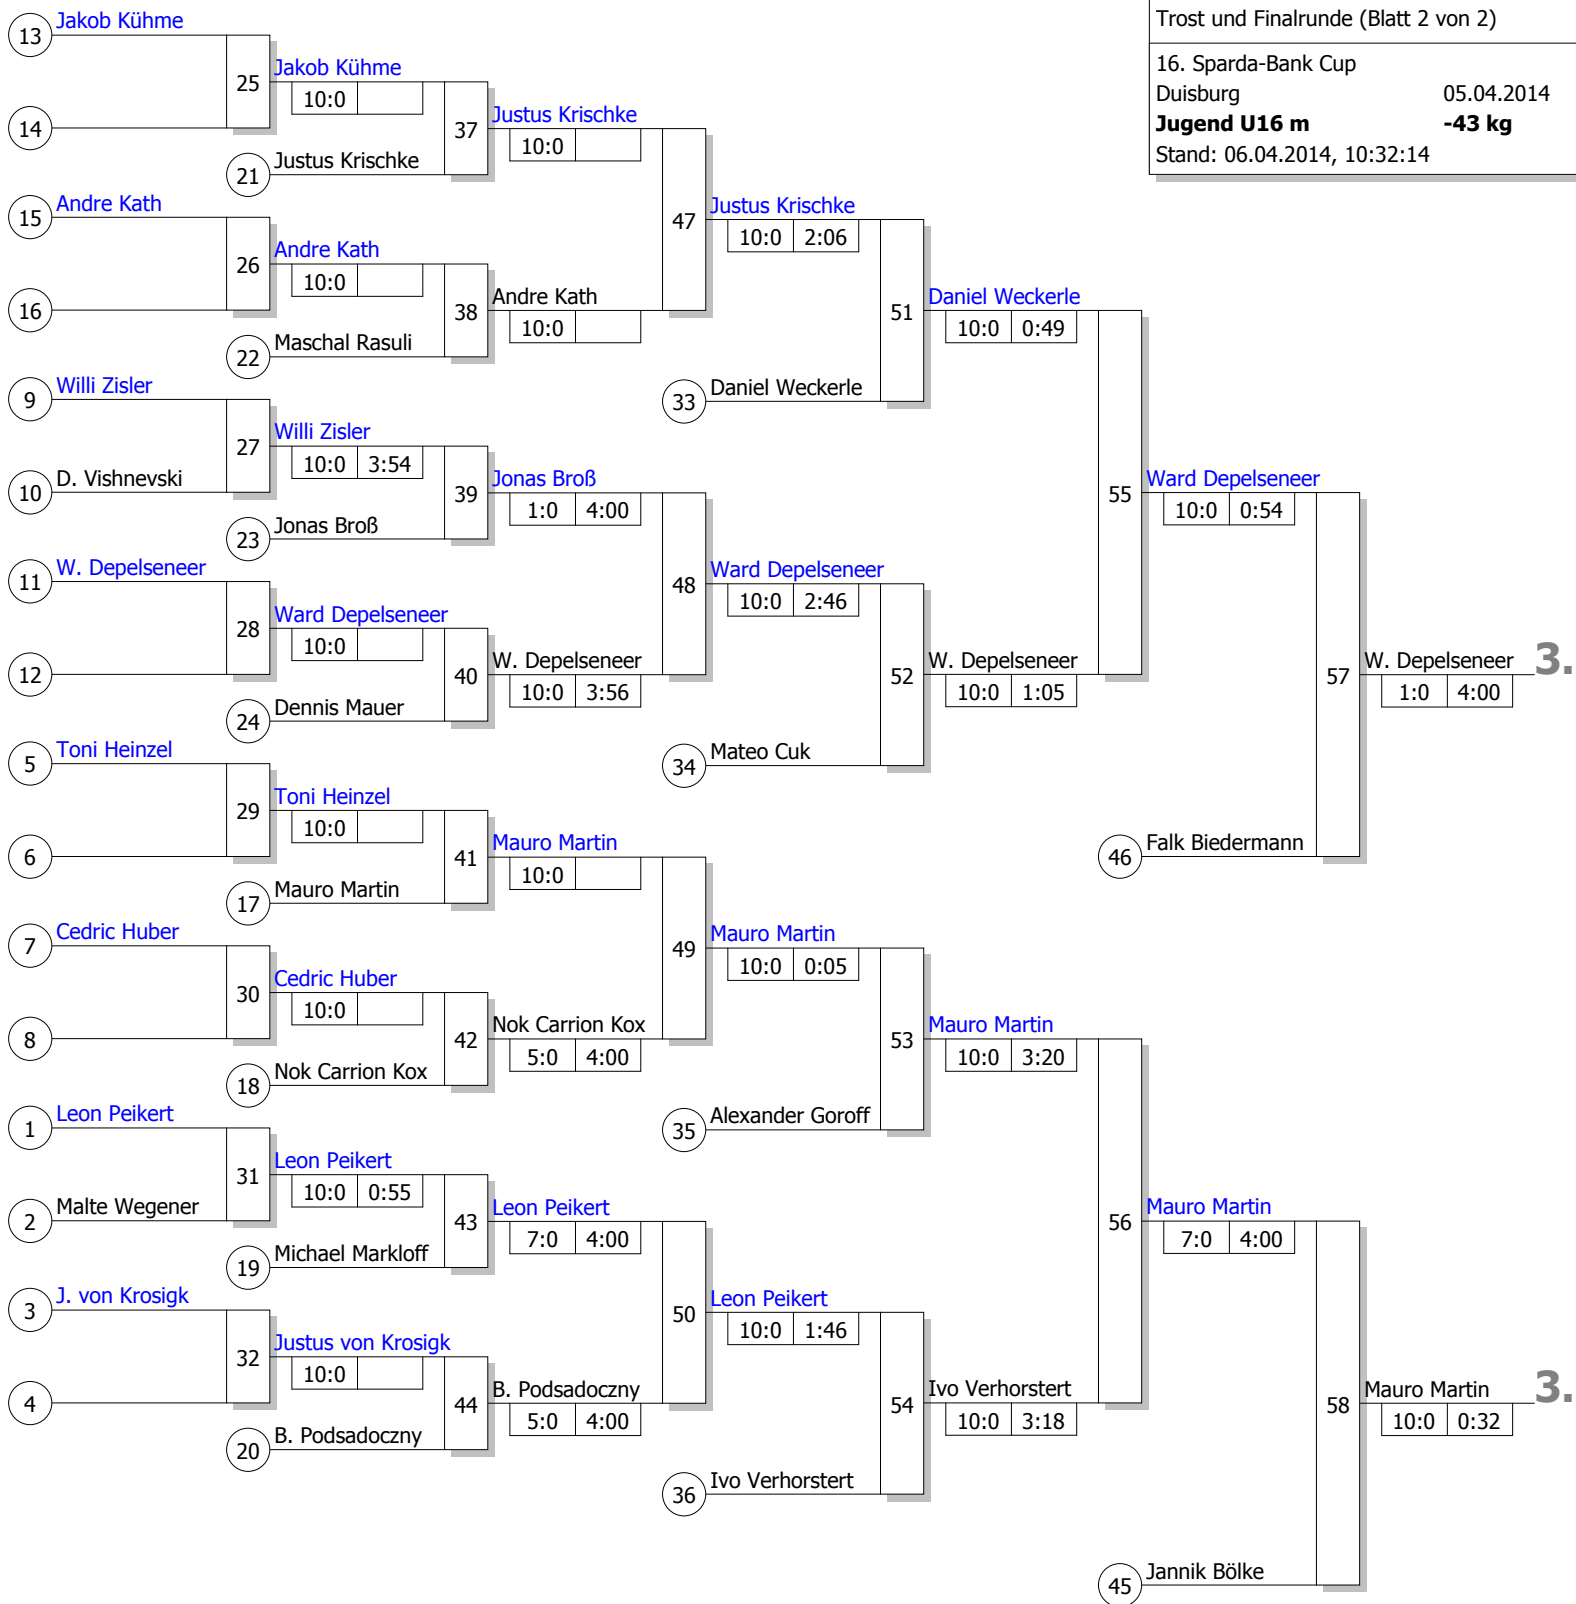 Trost und Finalrunde (Blatt 2 von 2)
16. Sparda-Bank Cup
Duisburg 05.04.2014
Jugend U16 m -43 kg
Stand: 06.04.2014, 10:32:14
13 Jakob Kühme
14
25 Jakob Kühme
10:0
21 Justus Krischke
37 Justus Krischke
10:0
15 Andre Kath
16
26 Andre Kath
10:0
22 Maschal Rasuli
38 Andre Kath
10:0
47 Justus Krischke
10:0 2:06
33 Daniel Weckerle
51 Daniel Weckerle
10:0 0:49
9 Willi Zisler
10 D. Vishnevski
27 Willi Zisler
10:0 3:54
23 Jonas Broß
39 Jonas Broß
1:0 4:00
11 W. Depelseneer
12
28 Ward Depelseneer
10:0
24 Dennis Mauer
40 W. Depelseneer
10:0 3:56
48 Ward Depelseneer
10:0 2:46
34 Mateo Cuk
52 W. Depelseneer
10:0 1:05
55 Ward Depelseneer
10:0 0:54
46 Falk Biedermann
57 W. Depelseneer 3.
1:0 4:00
5 Toni Heinzel
6
29 Toni Heinzel
10:0
17 Mauro Martin
41 Mauro Martin
10:0
7 Cedric Huber
8
30 Cedric Huber
10:0
18 Nok Carrion Kox
42 Nok Carrion Kox
5:0 4:00
49 Mauro Martin
10:0 0:05
35 Alexander Goroff
53 Mauro Martin
10:0 3:20
1 Leon Peikert
2 Malte Wegener
31 Leon Peikert
10:0 0:55
19 Michael Markloff
43 Leon Peikert
7:0 4:00
3 J. von Krosigk
4
32 Justus von Krosigk
10:0
20 B. Podsadoczny
44 B. Podsadoczny
5:0 4:00
50 Leon Peikert
10:0 1:46
36 Ivo Verhorstert
54 Ivo Verhorstert
10:0 3:18
56 Mauro Martin
7:0 4:00
45 Jannik Bölke
58 Mauro Martin 3.
10:0 0:32